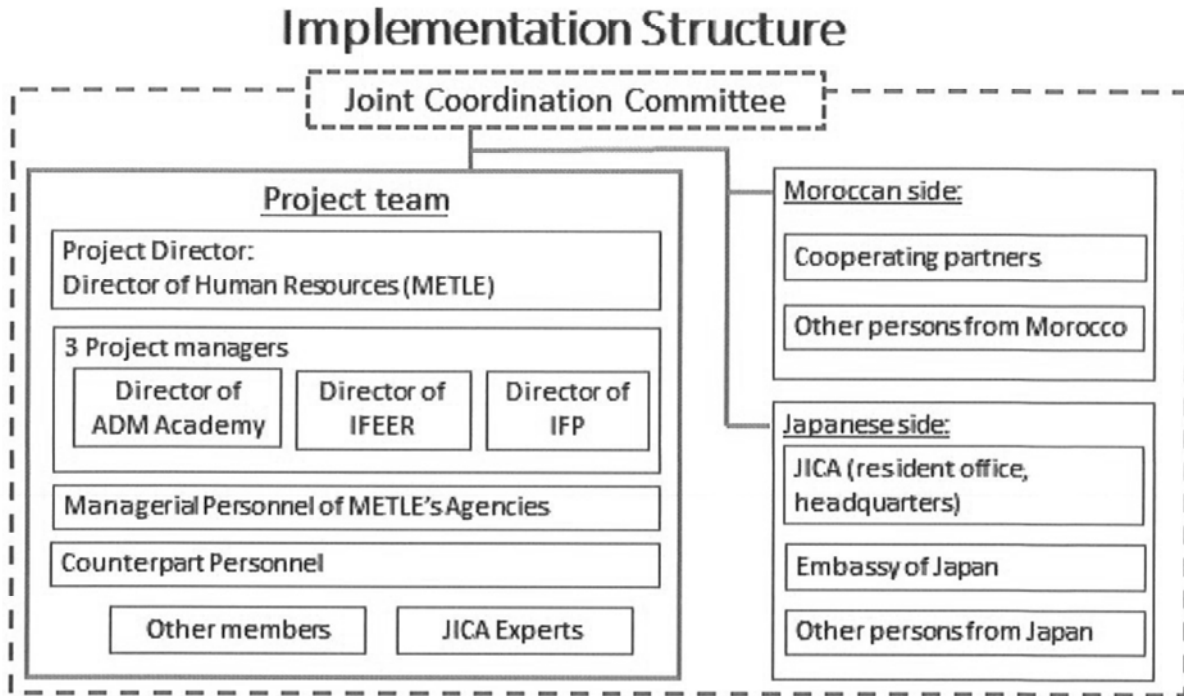 Implementation Structure
Joint Coordination Committee
Project team
Project Director:
Director of Human Resources (METLE)
3 Project managers
Director of
ADM Academy
Director of
IFEER
Director of
IFP
Managerial Personnel of METLE's Agencies
Counterpart Personnel
Other members
JICA Experts
Moroccan side:
Cooperating partners
Other persons from Morocco
Japanese side:
JICA (resident office,
headquarters)
Embassy of Japan
Other persons from Japan